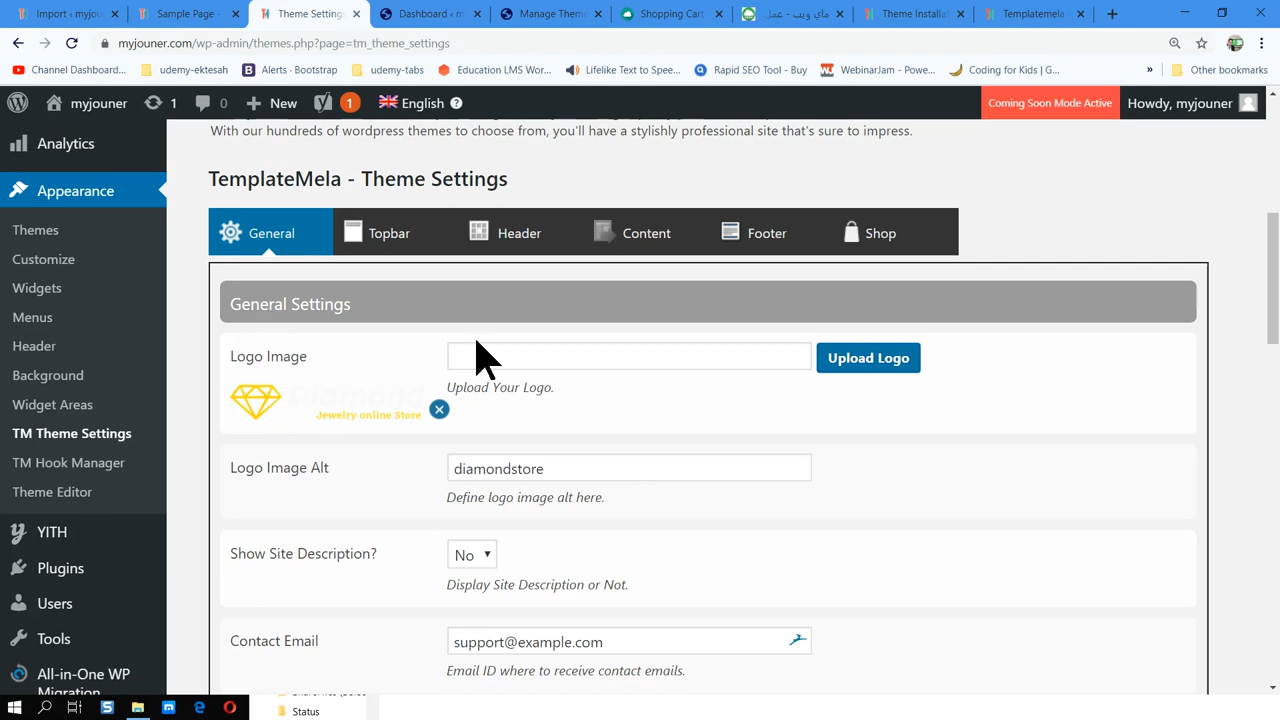 Import ‹ myjoune
Sample Page -
Theme Settings
Dashboard ‹ m
Manage Them
Shopping Cart
ماي ويب - عمل
Theme Installat
Templatemela
myjouner.com/wp-admin/themes.php?page=tm_theme_settings
Channel Dashboard...
udemy-ektesah
Alerts · Bootstrap
udemy-tabs
Education LMS Wor...
Lifelike Text to Spee...
Rapid SEO Tool - Buy
WebinarJam - Powe...
Coding for Kids | G...
»
Other bookmarks
myjouner
1
0
New
1
English
Coming Soon Mode Active
Howdy, myjouner
With our hundreds of wordpress themes to choose from, you'll have a stylishly professional site that's sure to impress.
Analytics
Appearance
Themes
Customize
Widgets
Menus
Header
Background
Widget Areas
TM Theme Settings
TM Hook Manager
Theme Editor
YITH
Plugins
Users
Tools
All-in-One WP
Migration
TemplateMela - Theme Settings
General
Topbar
Header
Content
Footer
Shop
General Settings
Logo Image
Upload Logo
Upload Your Logo.
Diamond
Jewelry online Store
Logo Image Alt
diamondstore
Define logo image alt here.
Show Site Description?
No
Display Site Description or Not.
Contact Email
support@example.com
Email ID where to receive contact emails.
Status